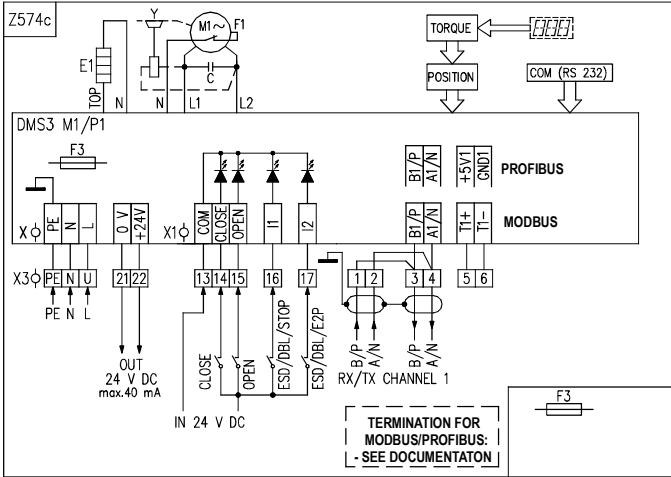 Z574c
Y
M1~
F1
E1
C
TOP
N
N
L1
L2
TORQUE
POSITION
COM (RS 232)
DMS3 M1/P1
F3
B1/P
A1/N
+5V1
GND1
PROFIBUS
X
PE
N
L
0 V
+24V
X1
COM
CLOSE
OPEN
I1
I2
B1/P
A1/N
T1+
T1-
MODBUS
X3
PE
N
U
21
22
13
14
15
16
17
1
2
3
4
5
6
PE N L
OUT
24 V DC
max.40 mA
CLOSE
OPEN
ESD/DBL/STOP
ESD/DBL/E2P
IN 24 V DC
B/P
A/N
B/P
A/N
RX/TX CHANNEL 1
TERMINATION FOR
MODBUS/PROFIBUS:
- SEE DOCUMENTATON
F3